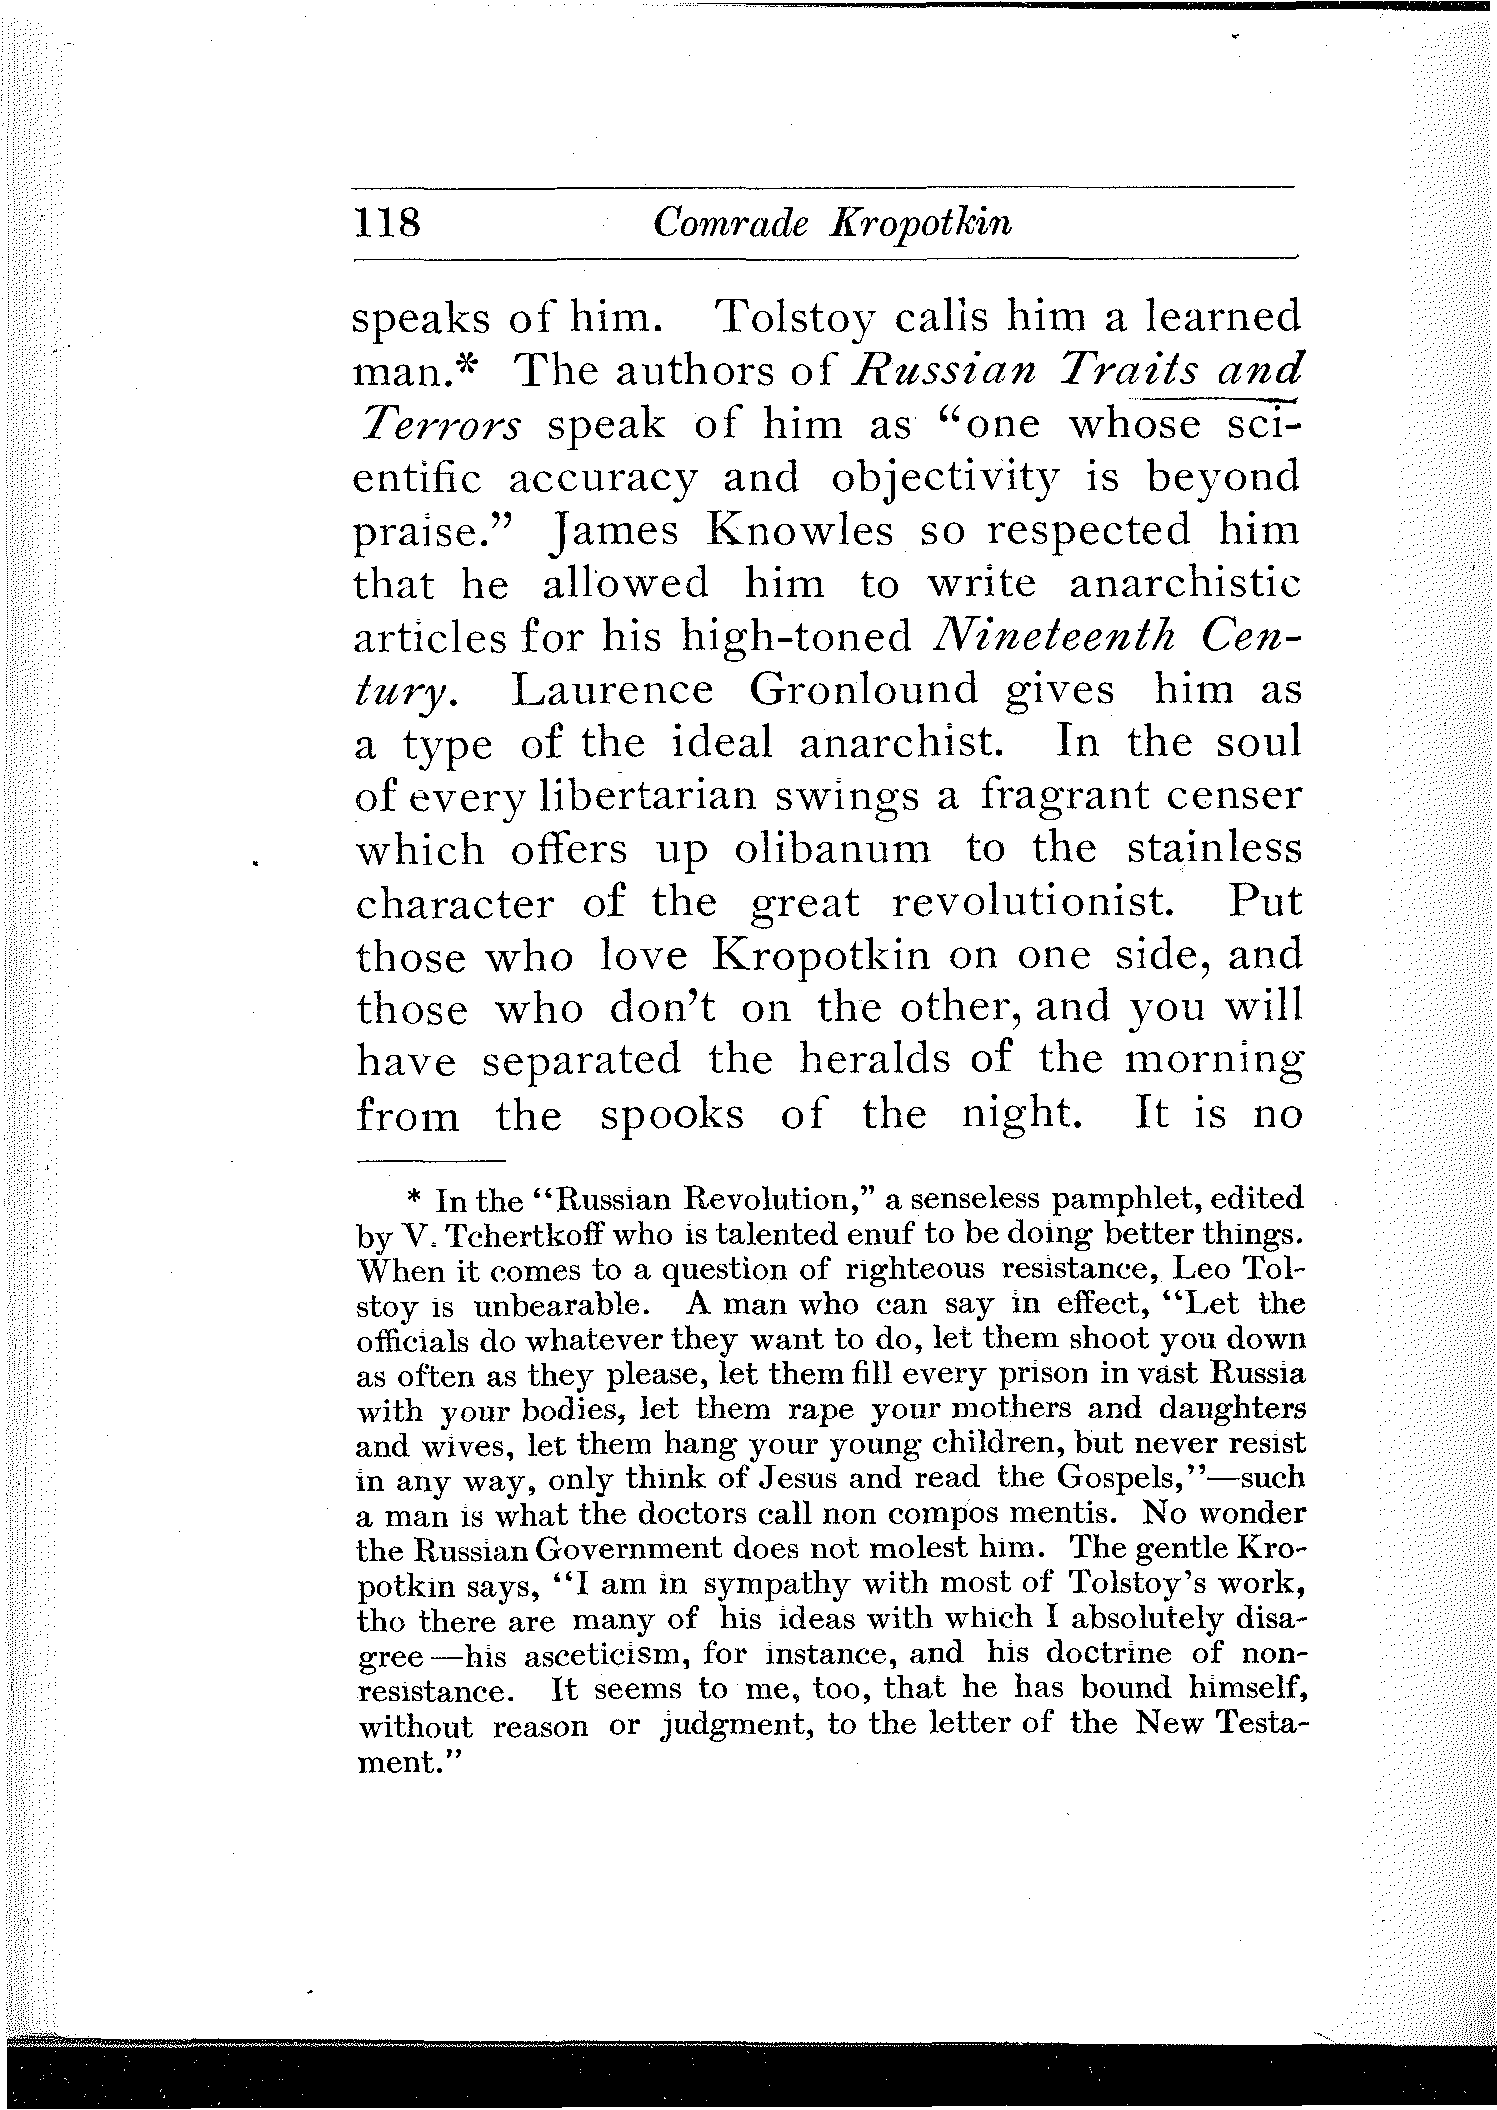 118 Comrade Kropotkin
speaks of him. Tolstoy calls him a learned
man.* The authors of Russian Traits and
Terrors speak of him as “one whose sci-
entific accuracy and objectivity is beyond
praise.” James Knowles so respected him
that he allowed him to write anarchistic
articles for his high-toned Nineteenth Cen-
tury. Laurence Gronlound gives him as
a type of the ideal anarchist. In the soul
of every libertarian swings a fragrant censer
which offers up olibanum to the stainless
character of the great revolutionist. Put
those who love Kropotkin on one side, and
those who don’t on the other, and you will
have separated the heralds of the morning
from the spooks of the night. It is no
* In the “Russian Revolution,” a senseless pamphlet, edited
by V. Tchertkoff who is talented enuf to be doing better things.
When it comes to a question of righteous resistance, Leo Tol-
stoy is unbearable. A man who can say in effect, “Let the
officials do whatever they want to do, let them shoot you down
as often as they please, let them fill every prison in vast Russia
with your bodies, let them rape your mothers and daughters
and wives, let them hang your young children, but never resist
in any way, only think of Jesus and read the Gospels,”—such
a man is what the doctors call non compos mentis. No wonder
the Russian Government does not molest him. The gentle Kro-
potkin says, “I am in sympathy with most of Tolstoy’s work,
tho there are many of his ideas with which I absolutely disa-
gree—his asceticism, for instance, and his doctrine of non-
resistance. It seems to me, too, that he has bound himself,
without reason or judgment, to the letter of the New Testa-
ment.”